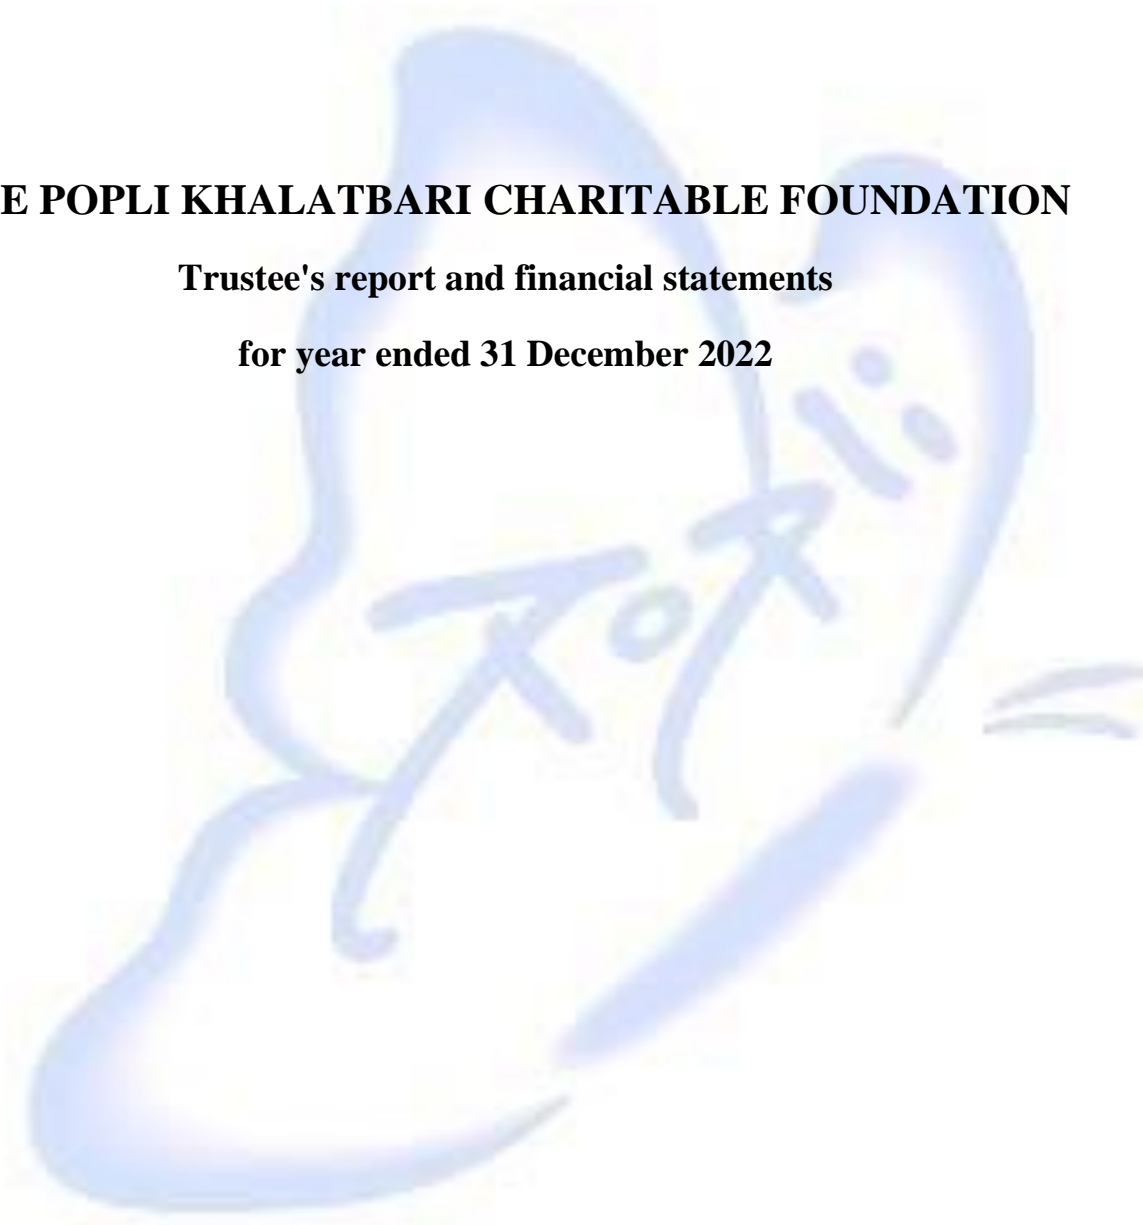 E POPLI KHALATBARI CHARITABLE FOUNDATION
Trustee's report and financial statements
for year ended 31 December 2022